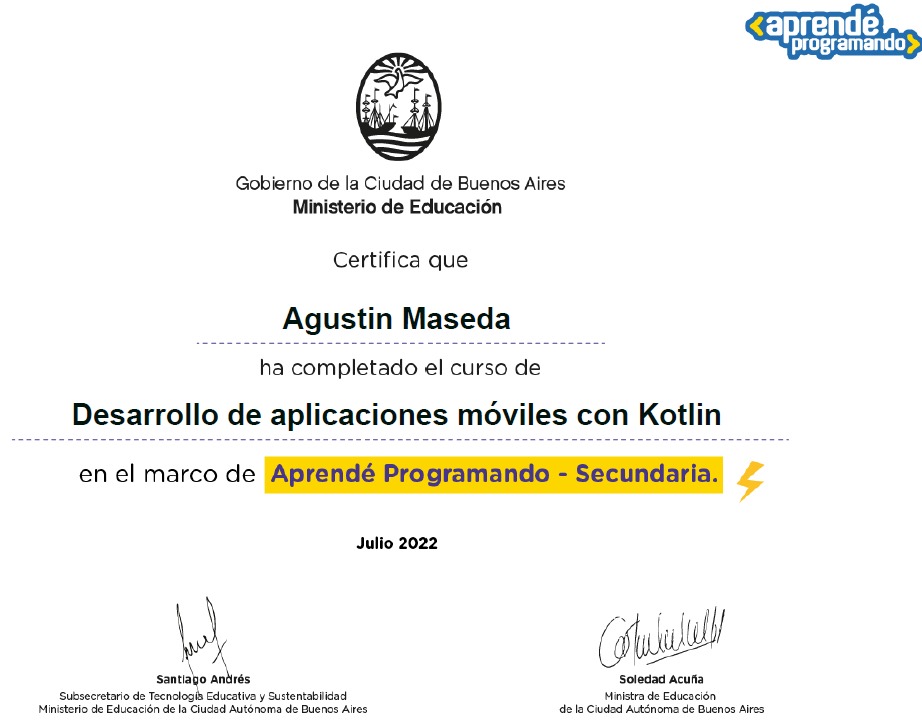 aprendé
programando
Gobierno de la Ciudad de Buenos Aires
Ministerio de Educación
Certifica que
Agustin Maseda
ha completado el curso de
Desarrollo de aplicaciones móviles con Kotlin
en el marco de Aprendé Programando - Secundaria.
Julio 2022
Santiago Andrés
Subsecretario de Tecnología Educativa y Sustentabilidad
Ministerio de Educación de la Ciudad Autónoma de Buenos Aires
Soledad Acuña
Ministra de Educación
de la Ciudad Autónoma de Buenos Aires